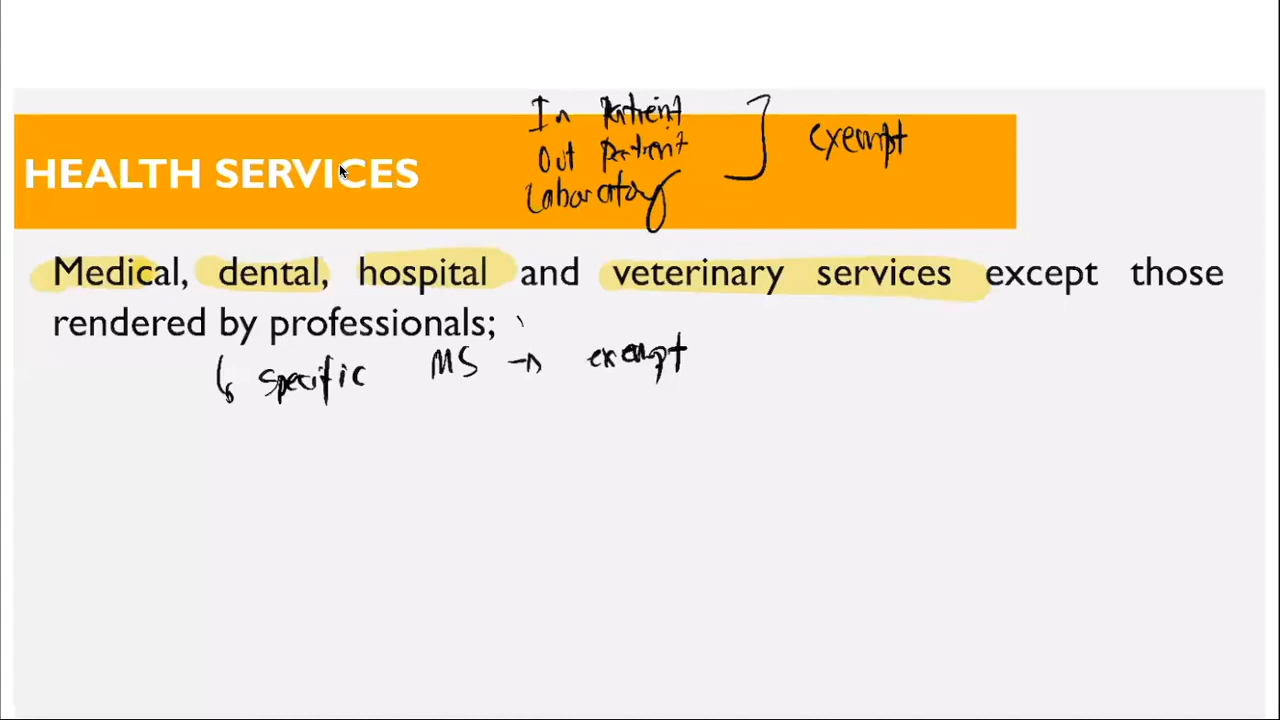 In Patient
Out Patient
Laboratory
exempt
HEALTH SERVICES
Medical, dental, hospital and veterinary services except those
rendered by professionals;
specific MS → exempt